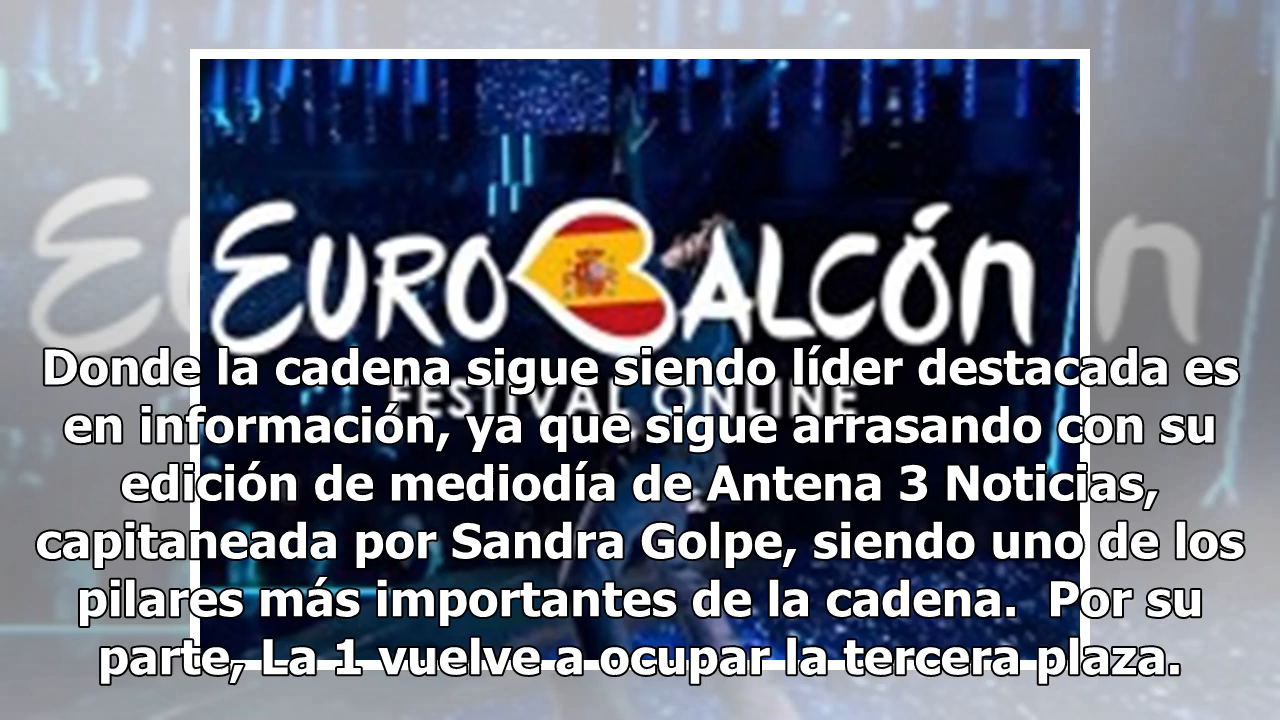 EUROBALCÓN
FESTIVAL ONLINE
Donde la cadena sigue siendo líder destacada es
en información, ya que sigue arrasando con su
edición de mediodía de Antena 3 Noticias,
capitaneada por Sandra Golpe, siendo uno de los
pilares más importantes de la cadena.  Por su
parte, La 1 vuelve a ocupar la tercera plaza.